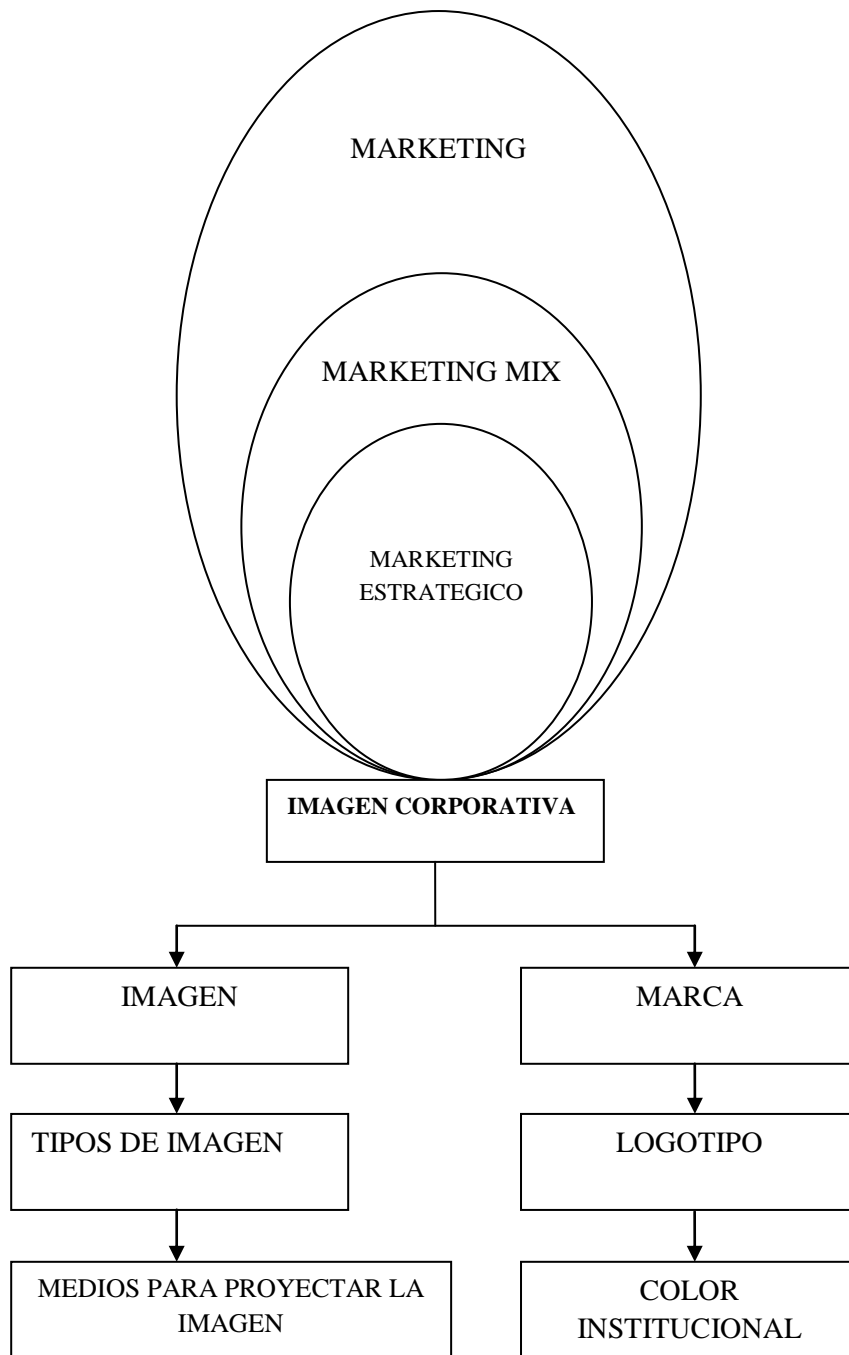 MARKETING
MARKETING MIX
MARKETING
ESTRATEGICO
IMAGEN CORPORATIVA
IMAGEN
MARCA
TIPOS DE IMAGEN
LOGOTIPO
MEDIOS PARA PROYECTAR LA
IMAGEN
COLOR
INSTITUCIONAL